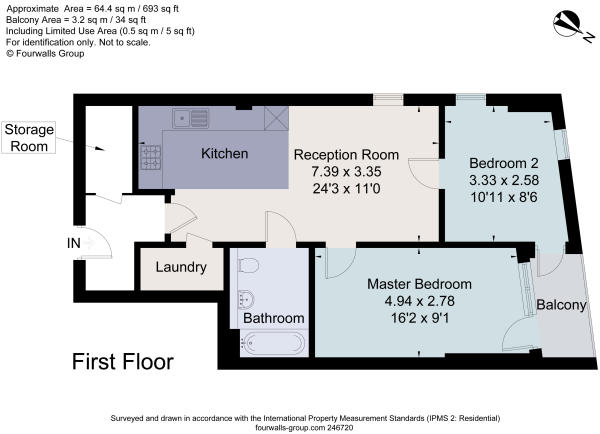 Approximate Area = 64.4 sq m / 693 sq ft
Balcony Area = 3.2 sq m / 34 sq ft
Including Limited Use Area (0.5 sq m / 5 sq ft)
For identification only. Not to scale.
© Fourwalls Group
N
Storage
Room
Kitchen
Reception Room
7.39 x 3.35
24'3 x 11'0
Bedroom 2
3.33 x 2.58
10'11 x 8'6
IN
Laundry
Bathroom
Master Bedroom
4.94 x 2.78
16'2 x 9'1
Balcony
First Floor
Surveyed and drawn in accordance with the International Property Measurement Standards (IPMS 2: Residential)
fourwalls-group.com 246720